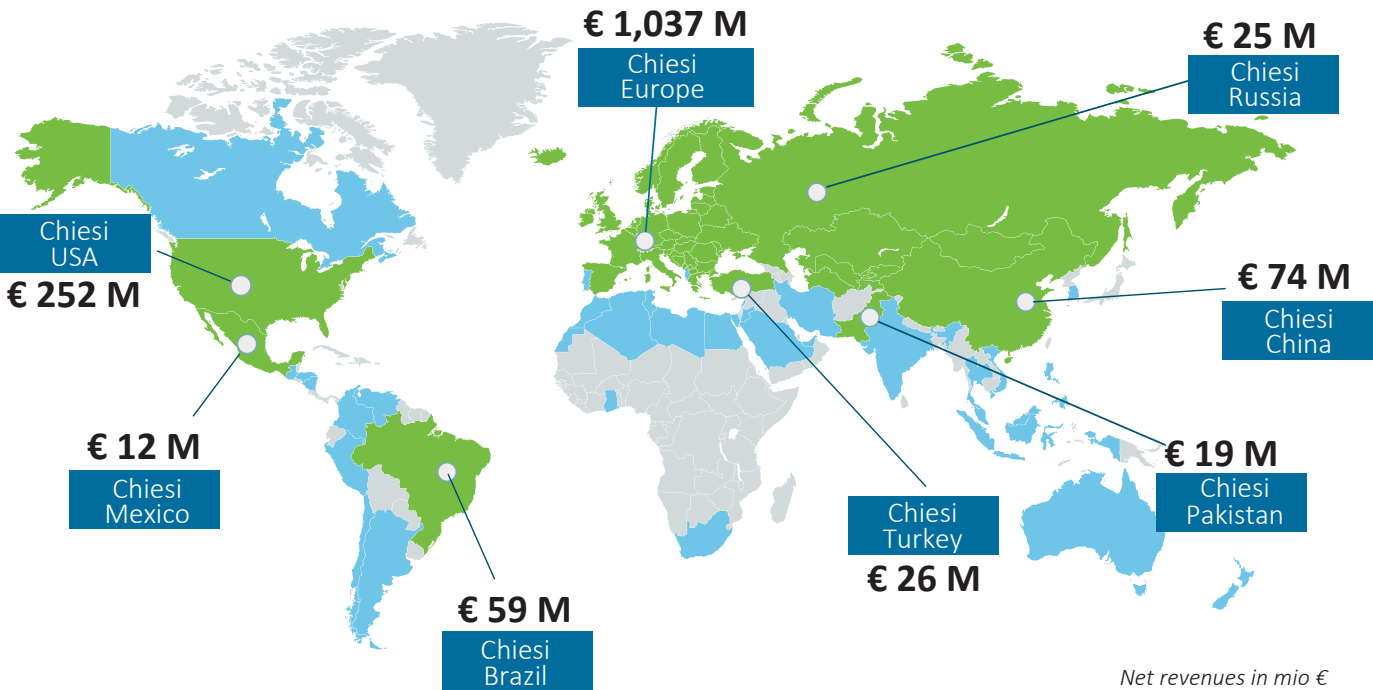 € 1,037 M
Chiesi
Europe
€ 25 M
Chiesi
Russia
Chiesi
USA
€ 252 M
€ 74 M
Chiesi
China
€ 12 M
Chiesi
Mexico
€ 19 M
Chiesi
Pakistan
Chiesi
Turkey
€ 26 M
€ 59 M
Chiesi
Brazil
Net revenues in mio €